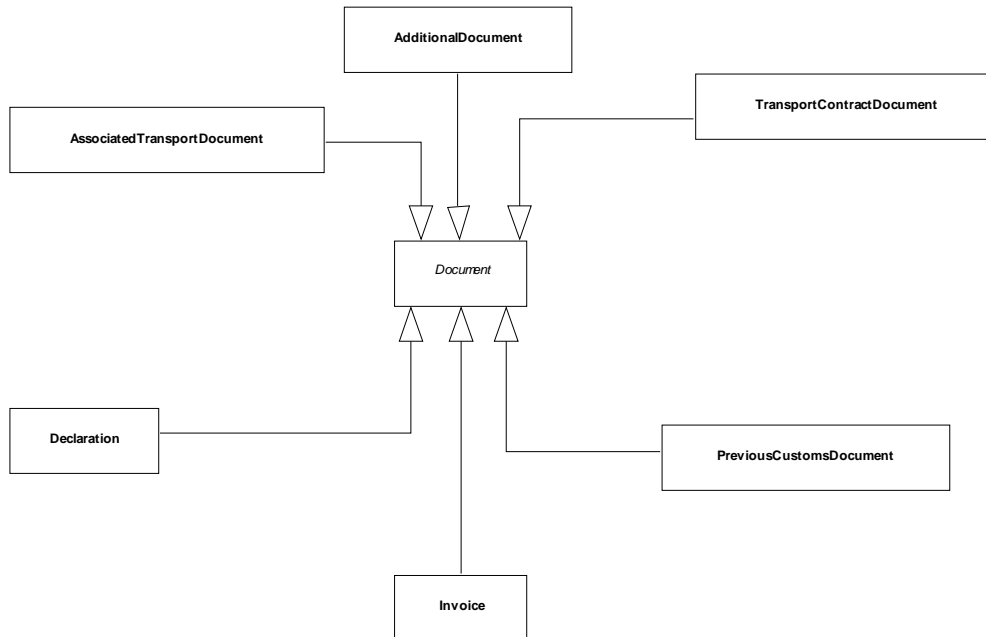 AdditionalDocument
TransportContractDocument
AssociatedTransportDocument
Document
Declaration
PreviousCustomsDocument
Invoice